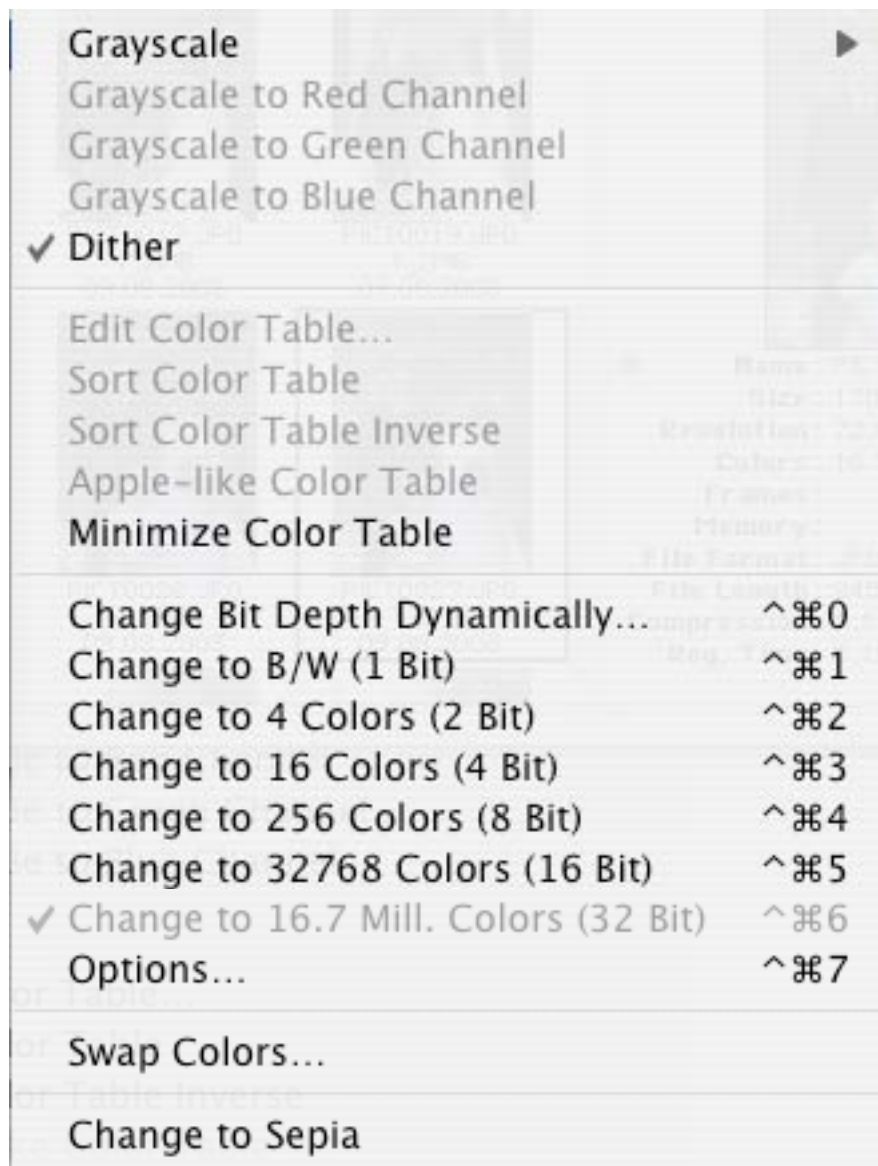 Grayscale ▶
Grayscale to Red Channel
Grayscale to Green Channel
Grayscale to Blue Channel
✓ Dither
Edit Color Table...
Sort Color Table
Sort Color Table Inverse
Apple-like Color Table
Minimize Color Table
Change Bit Depth Dynamically... ^⌘0
Change to B/W (1 Bit) ^⌘1
Change to 4 Colors (2 Bit) ^⌘2
Change to 16 Colors (4 Bit) ^⌘3
Change to 256 Colors (8 Bit) ^⌘4
Change to 32768 Colors (16 Bit) ^⌘5
✓ Change to 16.7 Mill. Colors (32 Bit) ^⌘6
Options... ^⌘7
Swap Colors...
Change to Sepia